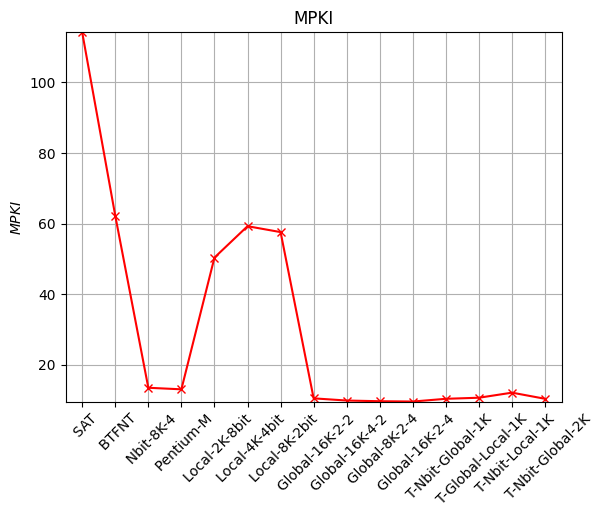 MPKI
MPKI
100
80
60
40
20
SAT
BTFNT
Nbit-8K-4
Pentium-M
Local-2K-8bit
Local-4K-4bit
Local-8K-2bit
Global-16K-2-2
Global-16K-4-2
Global-8K-2-4
Global-16K-2-4
T-Nbit-Global-1K
T-Global-Local-1K
T-Nbit-Local-1K
T-Nbit-Global-2K